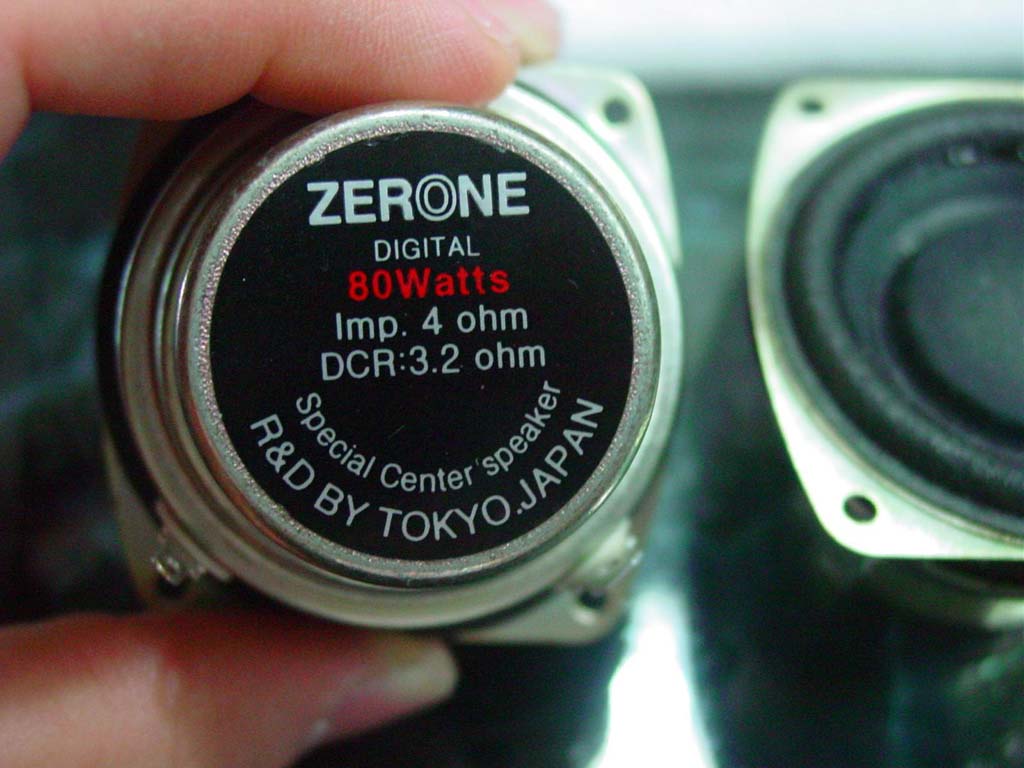 ZERONE
DIGITAL
80Watts
Imp. 4 ohm
DCR:3.2 ohm
Special Center speaker
R&D BY TOKYO.JAPAN